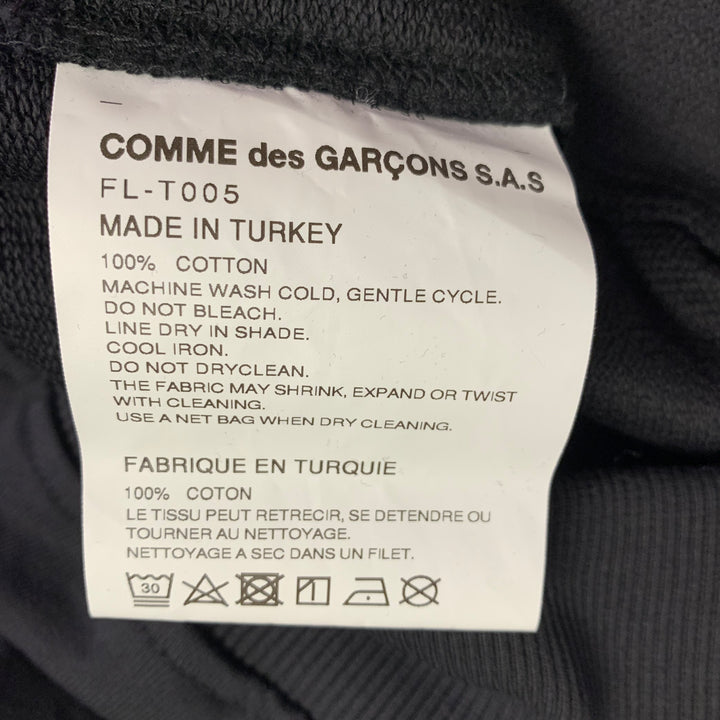 COMME des GARÇONS S.A.S
FL-T005
MADE IN TURKEY
100% COTTON
MACHINE WASH COLD, GENTLE CYCLE.
DO NOT BLEACH.
LINE DRY IN SHADE.
COOL IRON.
DO NOT DRYCLEAN.
THE FABRIC MAY SHRINK, EXPAND OR TWIST
WITH CLEANING.
USE A NET BAG WHEN DRY CLEANING.
FABRIQUE EN TURQUIE
100% COTON
LE TISSU PEUT RETRECIR, SE DETENDRE OU
TOURNER AU NETTOYAGE.
NETTOYAGE A SEC DANS UN FILET.
30